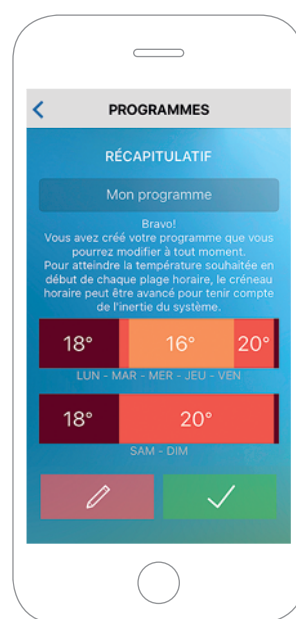 PROGRAMMES
RÉCAPITULATIF
Mon programme
Bravo!
Vous avez créé votre programme que vous
pourrez modifier à tout moment.
Pour atteindre la température souhaitée en
début de chaque plage horaire, le créneau
horaire peut être avancé pour tenir compte
de l'inertie du système.
18° 16° 20°
LUN - MAR - MER - JEU - VEN
18° 20°
SAM - DIM